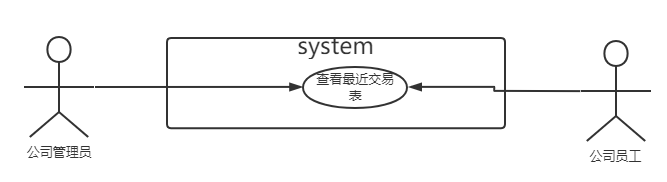 system
查看最近交易
表
公司管理员
公司员工